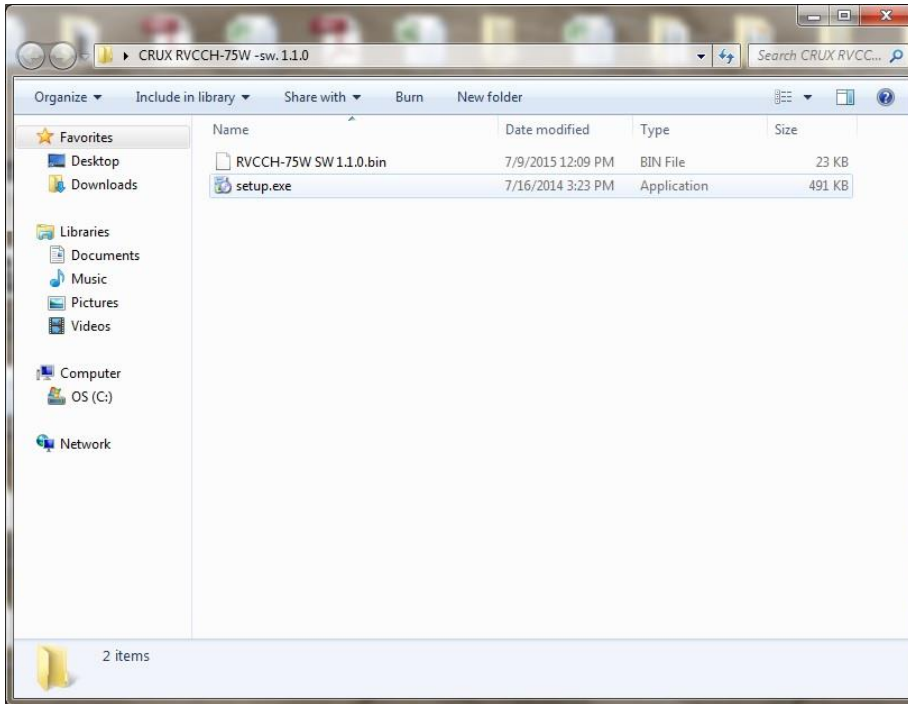 CRUX RVCCH-75W -sw. 1.1.0
Search CRUX RVCC...
Organize Include in library Share with Burn New folder
Favorites
Desktop
Downloads
Libraries
Documents
Music
Pictures
Videos
Computer
OS (C:)
Network
Name Date modified Type Size
RVCCH-75W SW 1.1.0.bin 7/9/2015 12:09 PM BIN File 23 KB
setup.exe 7/16/2014 3:23 PM Application 491 KB
2 items